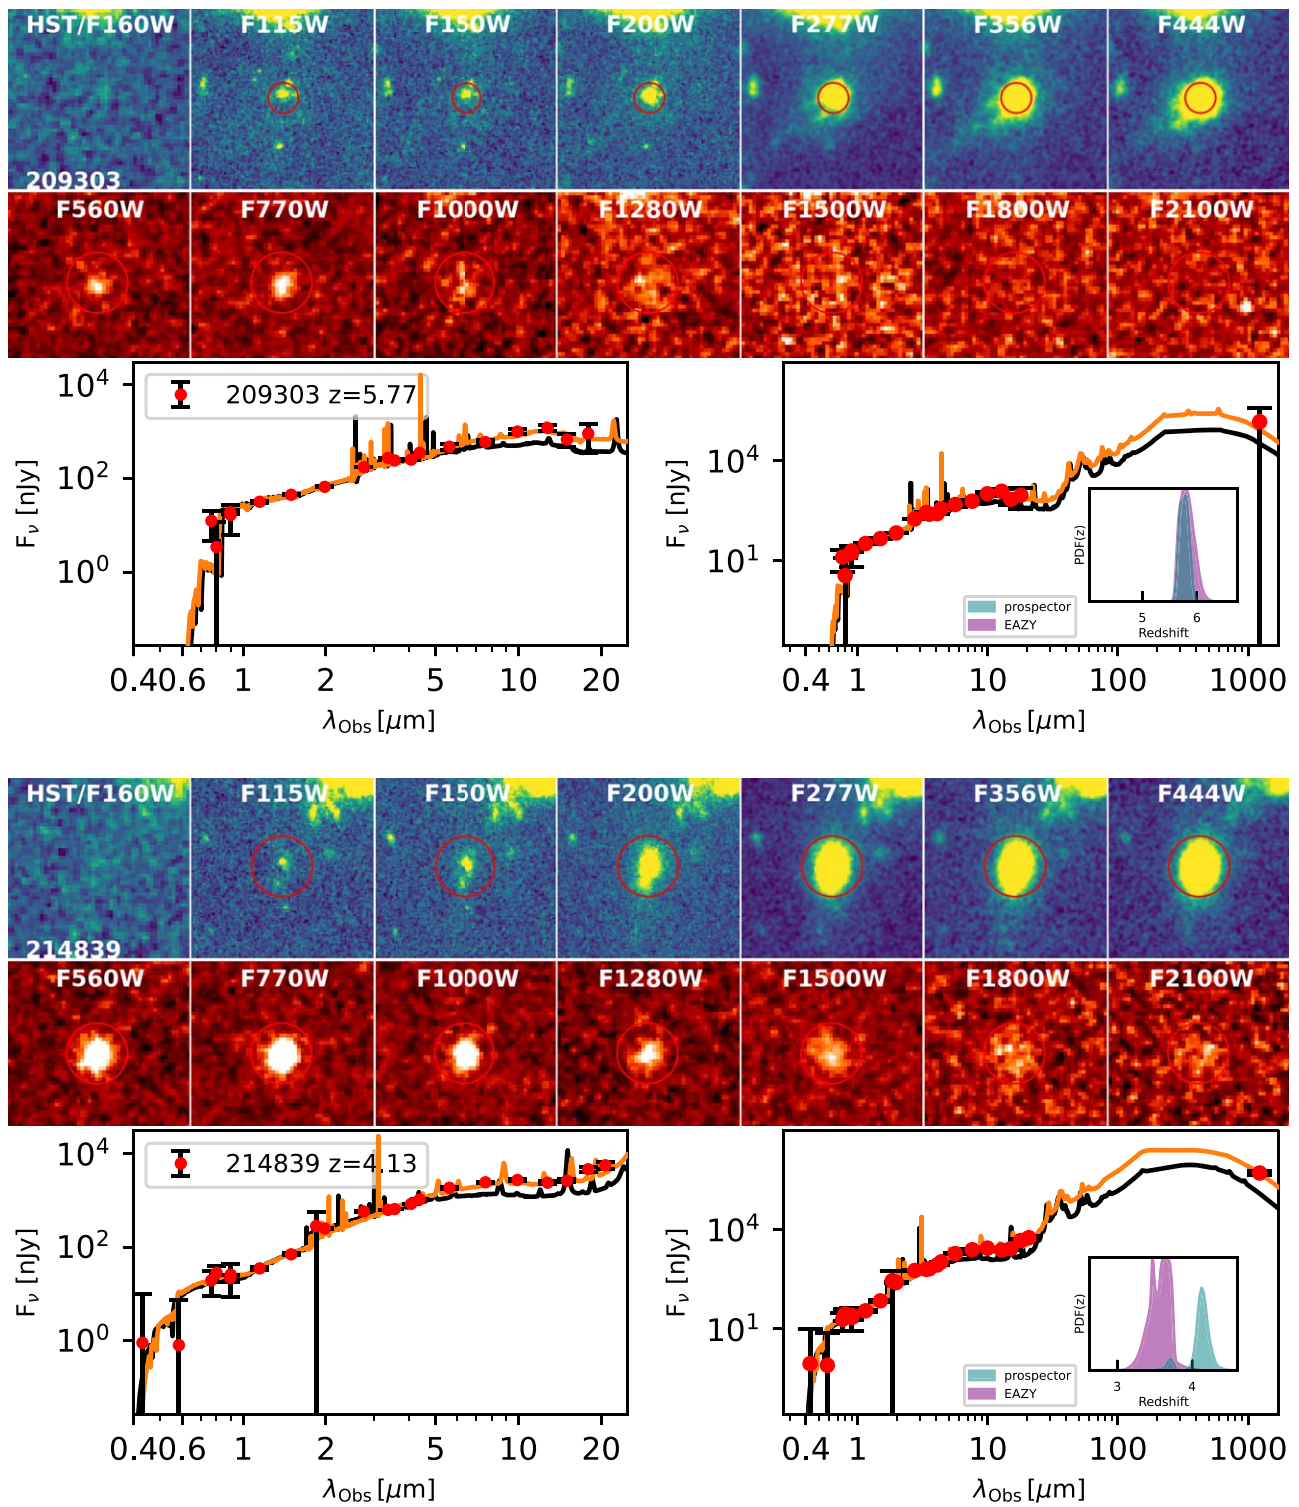 HST/F160W F115W F150W F200W F277W F356W F444W
209303
F560W F770W F1000W F1280W F1500W F1800W F2100W
10^4
10^2
10^0
F_ν [nJy]
209303 z=5.77
0.4 0.6 1 2 5 10 20
λ_Obs [μm]
10^4
10^1
F_ν [nJy]
prospector
EAZY
PDF(z)
5 6
Redshift
0.4 1 10 100 1000
λ_Obs [μm]
HST/F160W F115W F150W F200W F277W F356W F444W
214839
F560W F770W F1000W F1280W F1500W F1800W F2100W
10^4
10^2
10^0
F_ν [nJy]
214839 z=4.13
0.4 0.6 1 2 5 10 20
λ_Obs [μm]
10^4
10^1
F_ν [nJy]
prospector
EAZY
PDF(z)
3 4
Redshift
0.4 1 10 100 1000
λ_Obs [μm]